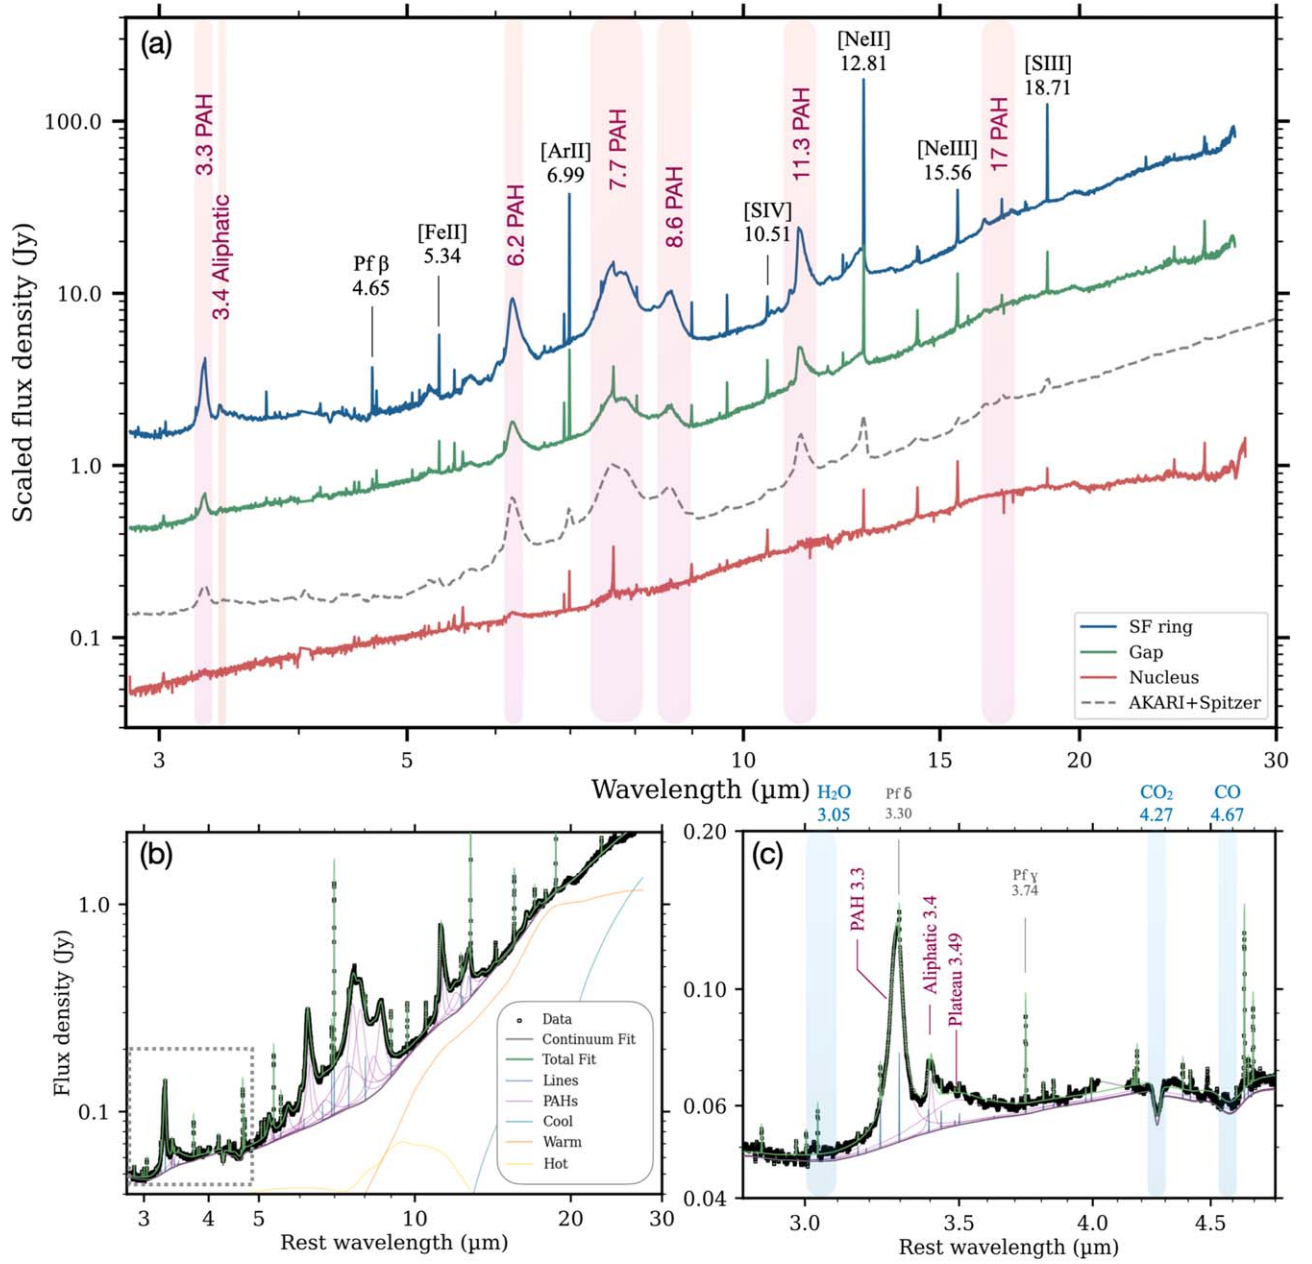 (a)
3.3 PAH
3.4 Aliphatic
Pf β
4.65
[FeII]
5.34
6.2 PAH
[ArII]
6.99
7.7 PAH
8.6 PAH
[SIV]
10.51
11.3 PAH
[NeII]
12.81
[NeIII]
15.56
17 PAH
[SIII]
18.71
Scaled flux density (Jy)
100.0
10.0
1.0
0.1
SF ring
Gap
Nucleus
AKARI+Spitzer
3
5
10
15
20
30
Wavelength (μm)
(b)
Flux density (Jy)
1.0
0.1
Data
Continuum Fit
Total Fit
Lines
PAHs
Cool
Warm
Hot
3
4
5
10
20
30
Rest wavelength (μm)
H₂O
3.05
Pf δ
3.30
CO₂
4.27
CO
4.67
(c)
0.20
0.10
0.06
0.04
PAH 3.3
Aliphatic 3.4
Plateau 3.49
Pf γ
3.74
3.0
3.5
4.0
4.5
Rest wavelength (μm)